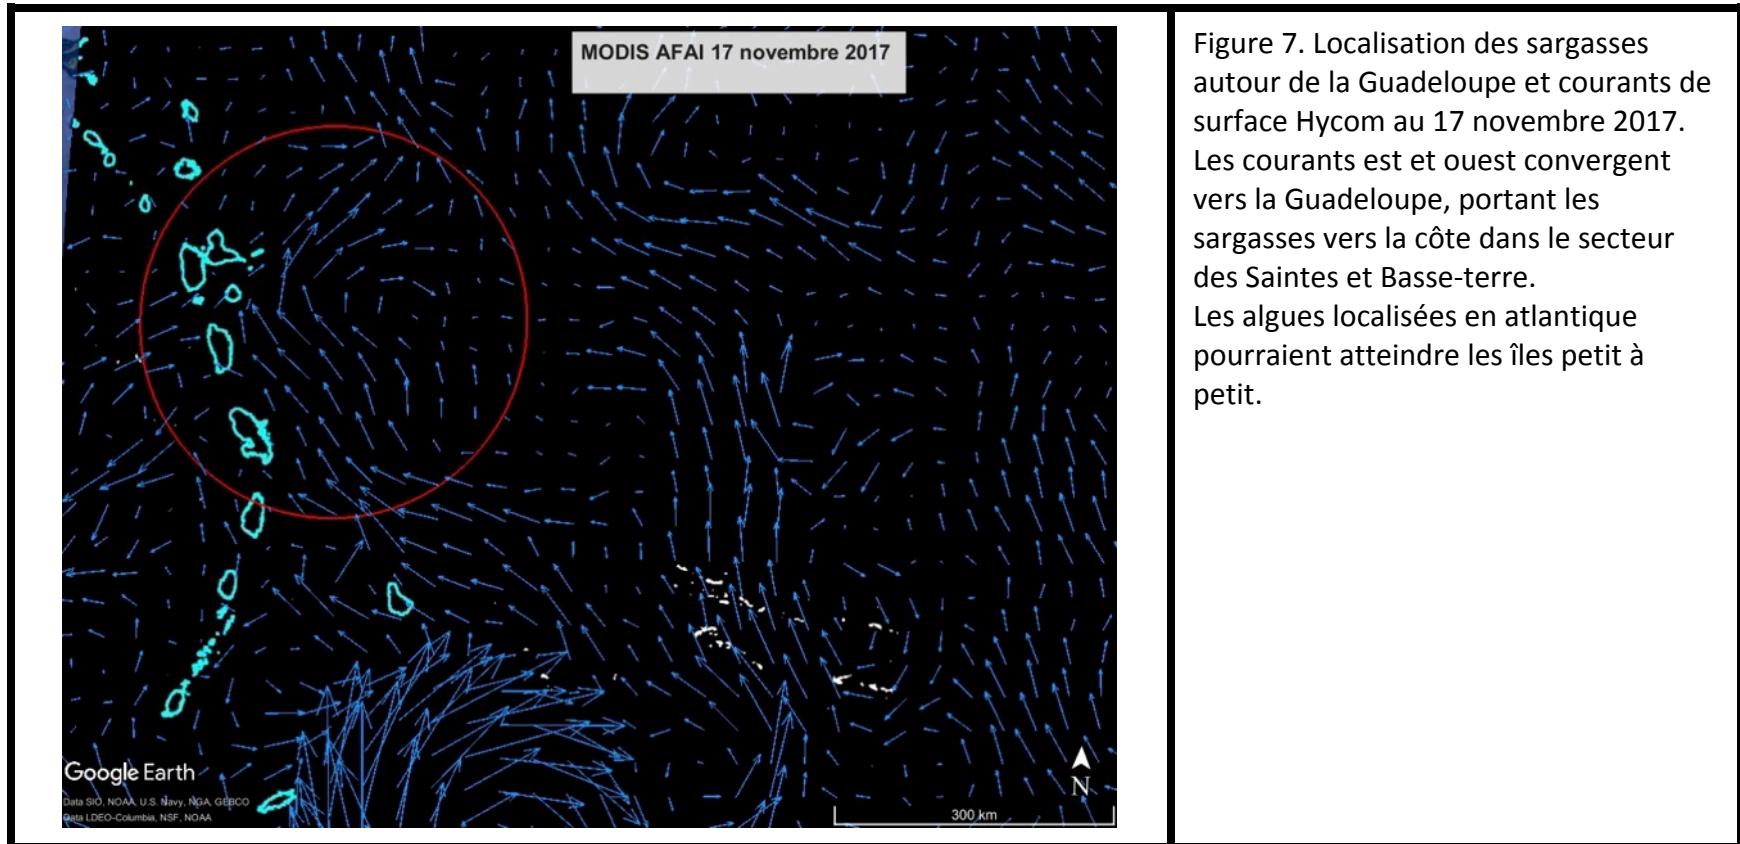 MODIS AFAI 17 novembre 2017
Google Earth
Data SIO, NOAA, U.S. Navy, NGA, GEBCO
Data LDEO-Columbia, NSF, NOAA
N
300 km
Figure 7. Localisation des sargasses
autour de la Guadeloupe et courants de
surface Hycom au 17 novembre 2017.
Les courants est et ouest convergent
vers la Guadeloupe, portant les
sargasses vers la côte dans le secteur
des Saintes et Basse-terre.
Les algues localisées en atlantique
pourraient atteindre les îles petit à
petit.